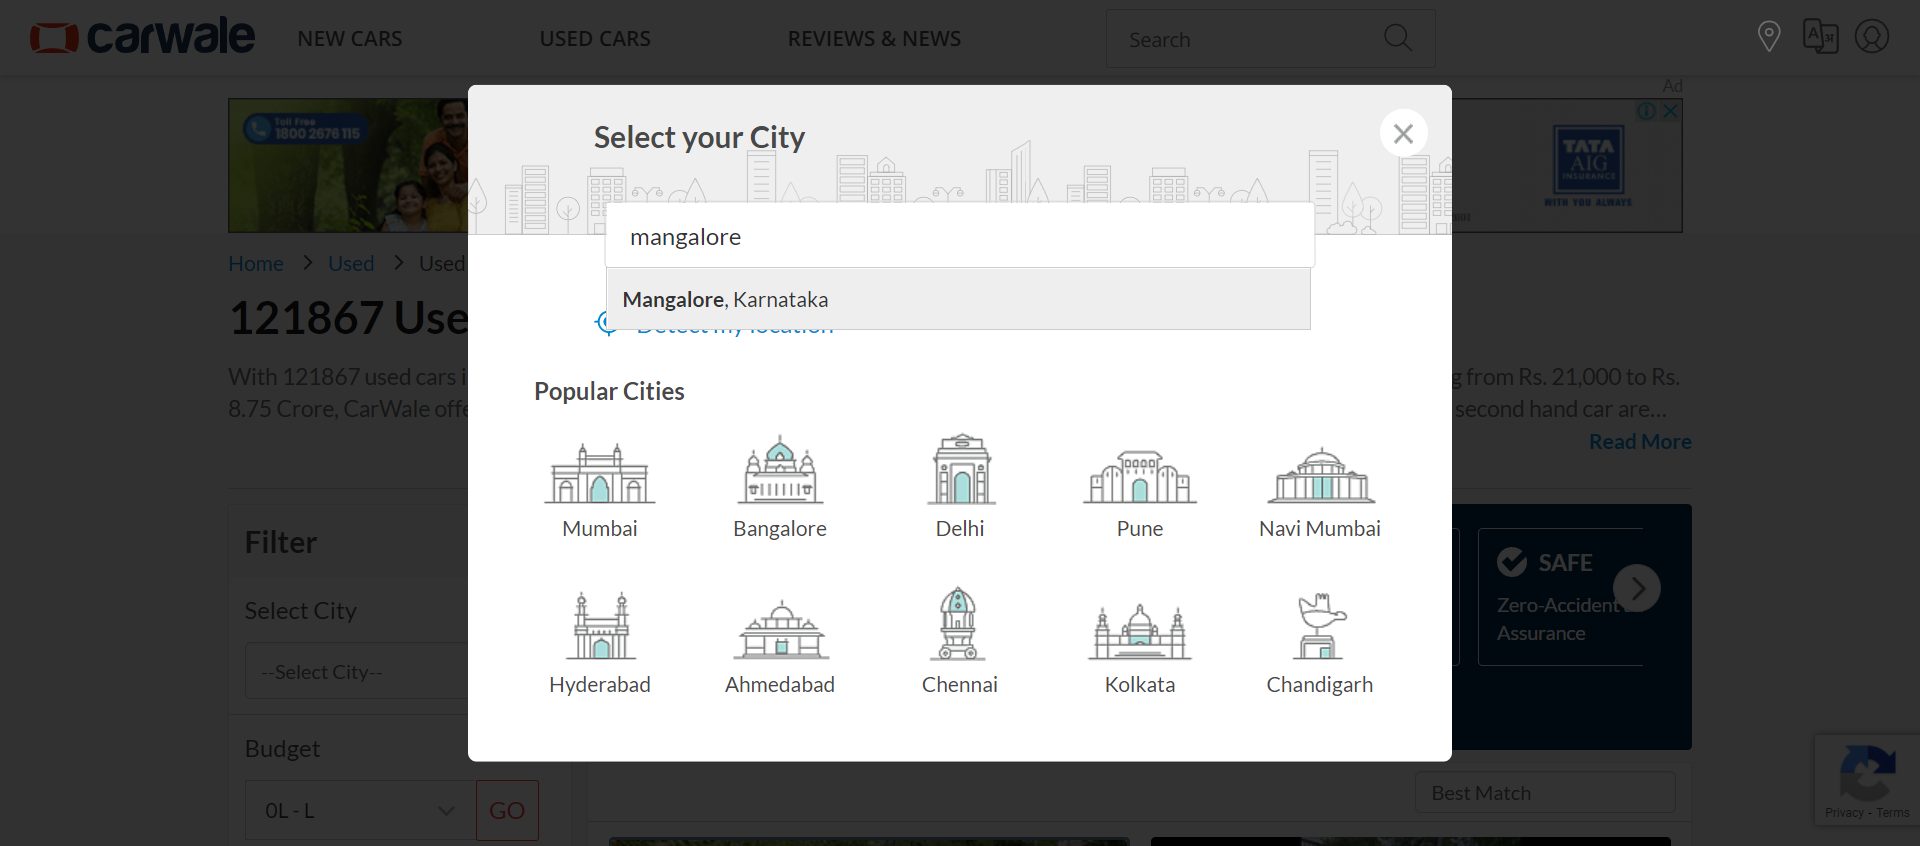 carwale
NEW CARS
USED CARS
REVIEWS & NEWS
Search
Ad
Toll Free
1800 2676 115
TATA
AIG
INSURANCE
WITH YOU ALWAYS
Select your City
mangalore
Mangalore, Karnataka
Detect my location
Home > Used > Used
121867 Use
With 121867 used cars i
g from Rs. 21,000 to Rs.
8.75 Crore, CarWale offe
second hand car are...
Read More
Popular Cities
Mumbai
Bangalore
Delhi
Pune
Navi Mumbai
Hyderabad
Ahmedabad
Chennai
Kolkata
Chandigarh
Filter
Select City
--Select City--
Budget
0L - L
GO
SAFE
Zero-Accident
Assurance
Best Match
Privacy - Terms